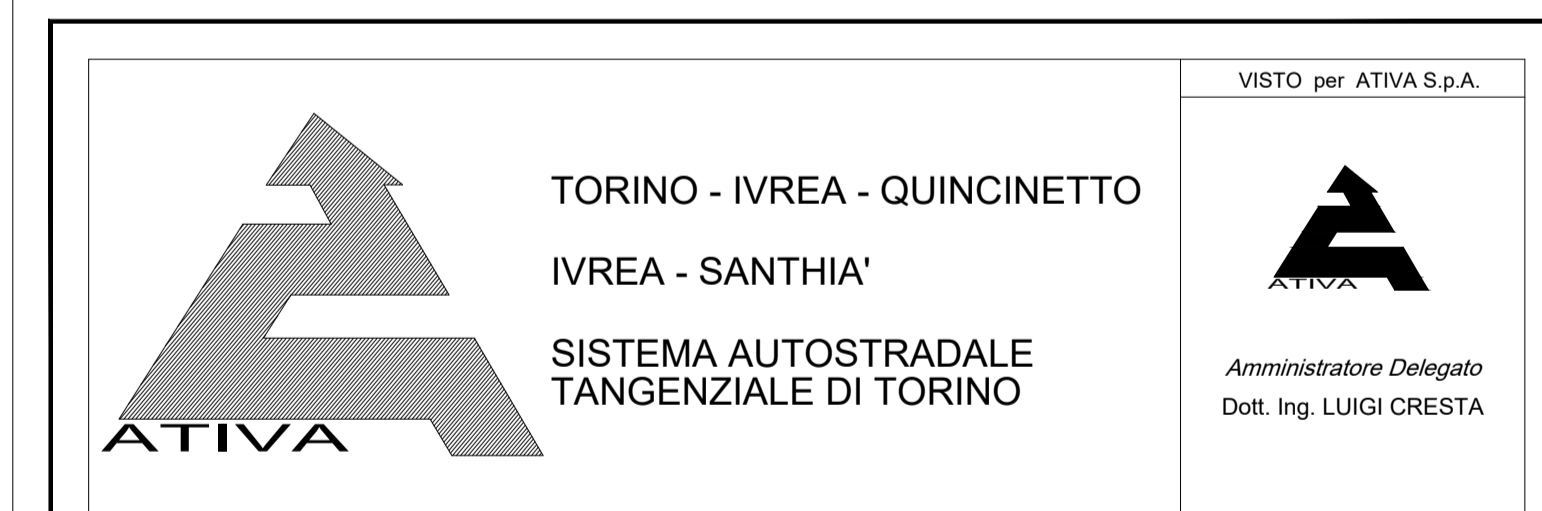 ATIVA
TORINO - IVREA - QUINCINETTO
IVREA - SANTHIA'
SISTEMA AUTOSTRADALE
TANGENZIALE DI TORINO
VISTO per ATIVA S.p.A.
ATIVA
Amministratore Delegato
Dott. Ing. LUIGI CRESTA